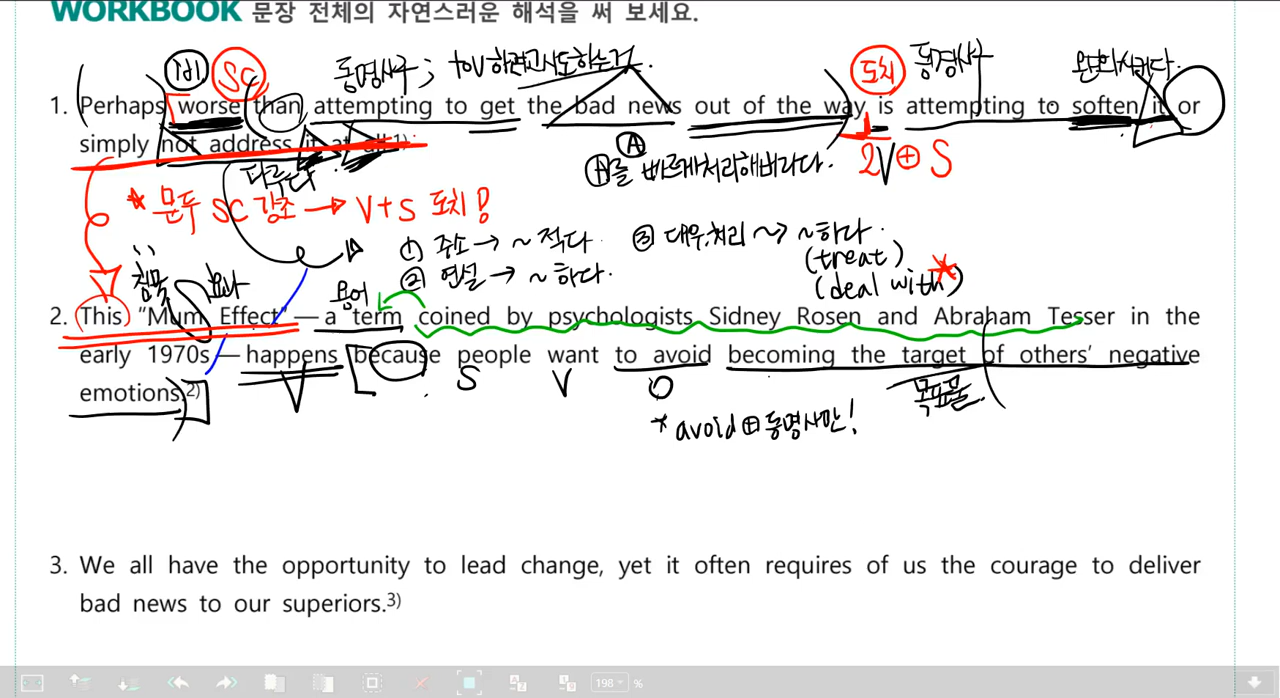 WORKBOOK 문장 전체의 자연스러운 해석을 써 보세요.
비 SC 동명사구 ; to V 하려고 시도하는 것 도치 동명사구 완화시키다.
1. Perhaps worse than attempting to get the bad news out of the way is attempting to soften it or
simply not address it at all.1)
다루다 A A를 빠르게 처리해버리다. 2V + S
* 문두 SC 강조 → V+S 도치!
① 주소 → ~ 적다. ③ 대우, 처리 ~> ~하다.
② 연설 → ~ 하다. (treat)
(deal with)
침묵 효과 용어
2. This "Mum Effect" — a term coined by psychologists Sidney Rosen and Abraham Tesser in the
early 1970s — happens because people want to avoid becoming the target of others' negative
emotions.2)
V S V O 목표물
* avoid + 동명사만!
3. We all have the opportunity to lead change, yet it often requires of us the courage to deliver
bad news to our superiors.3)
198 %